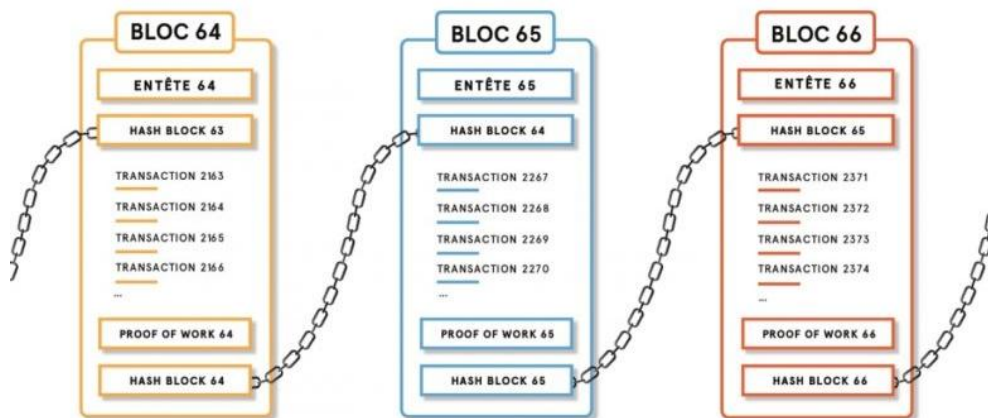 BLOC 64
ENTÊTE 64
HASH BLOCK 63
TRANSACTION 2163
TRANSACTION 2164
TRANSACTION 2165
TRANSACTION 2166
...
PROOF OF WORK 64
HASH BLOCK 64
BLOC 65
ENTÊTE 65
HASH BLOCK 64
TRANSACTION 2267
TRANSACTION 2268
TRANSACTION 2269
TRANSACTION 2270
...
PROOF OF WORK 65
HASH BLOCK 65
BLOC 66
ENTÊTE 66
HASH BLOCK 65
TRANSACTION 2371
TRANSACTION 2372
TRANSACTION 2373
TRANSACTION 2374
...
PROOF OF WORK 66
HASH BLOCK 66